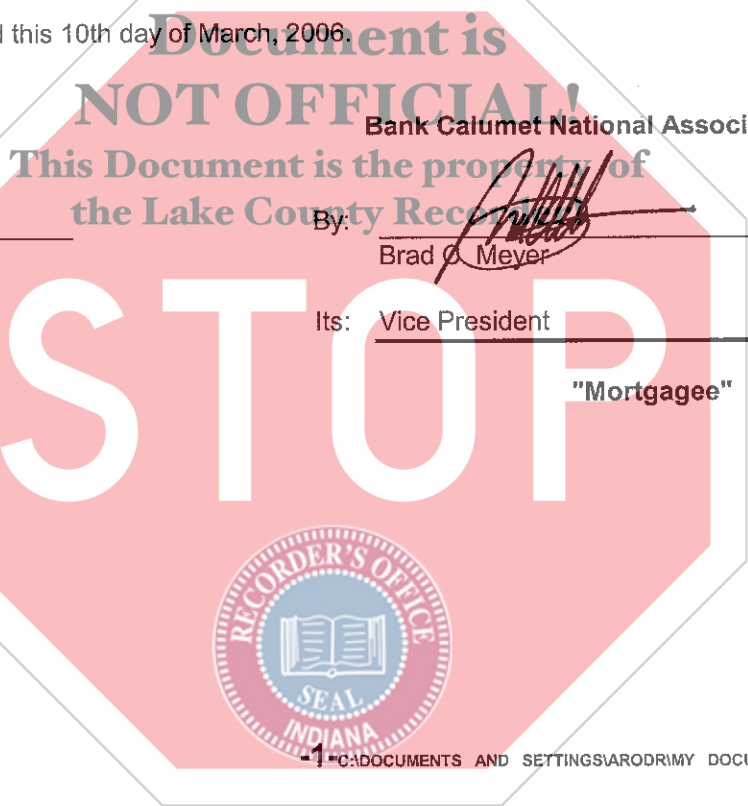 d this 10th day of March, 2006.
Document is
NOT OFFICIAL!
Bank Calumet National Associ
This Document is the property of
the Lake County Recorder!
By:
Brad Meyer
Its: Vice President
"Mortgagee"
STOP
RECORDER'S OFFICE
SEAL
INDIANA
-1-
C:\DOCUMENTS AND SETTINGS\ARODR\MY DOCU